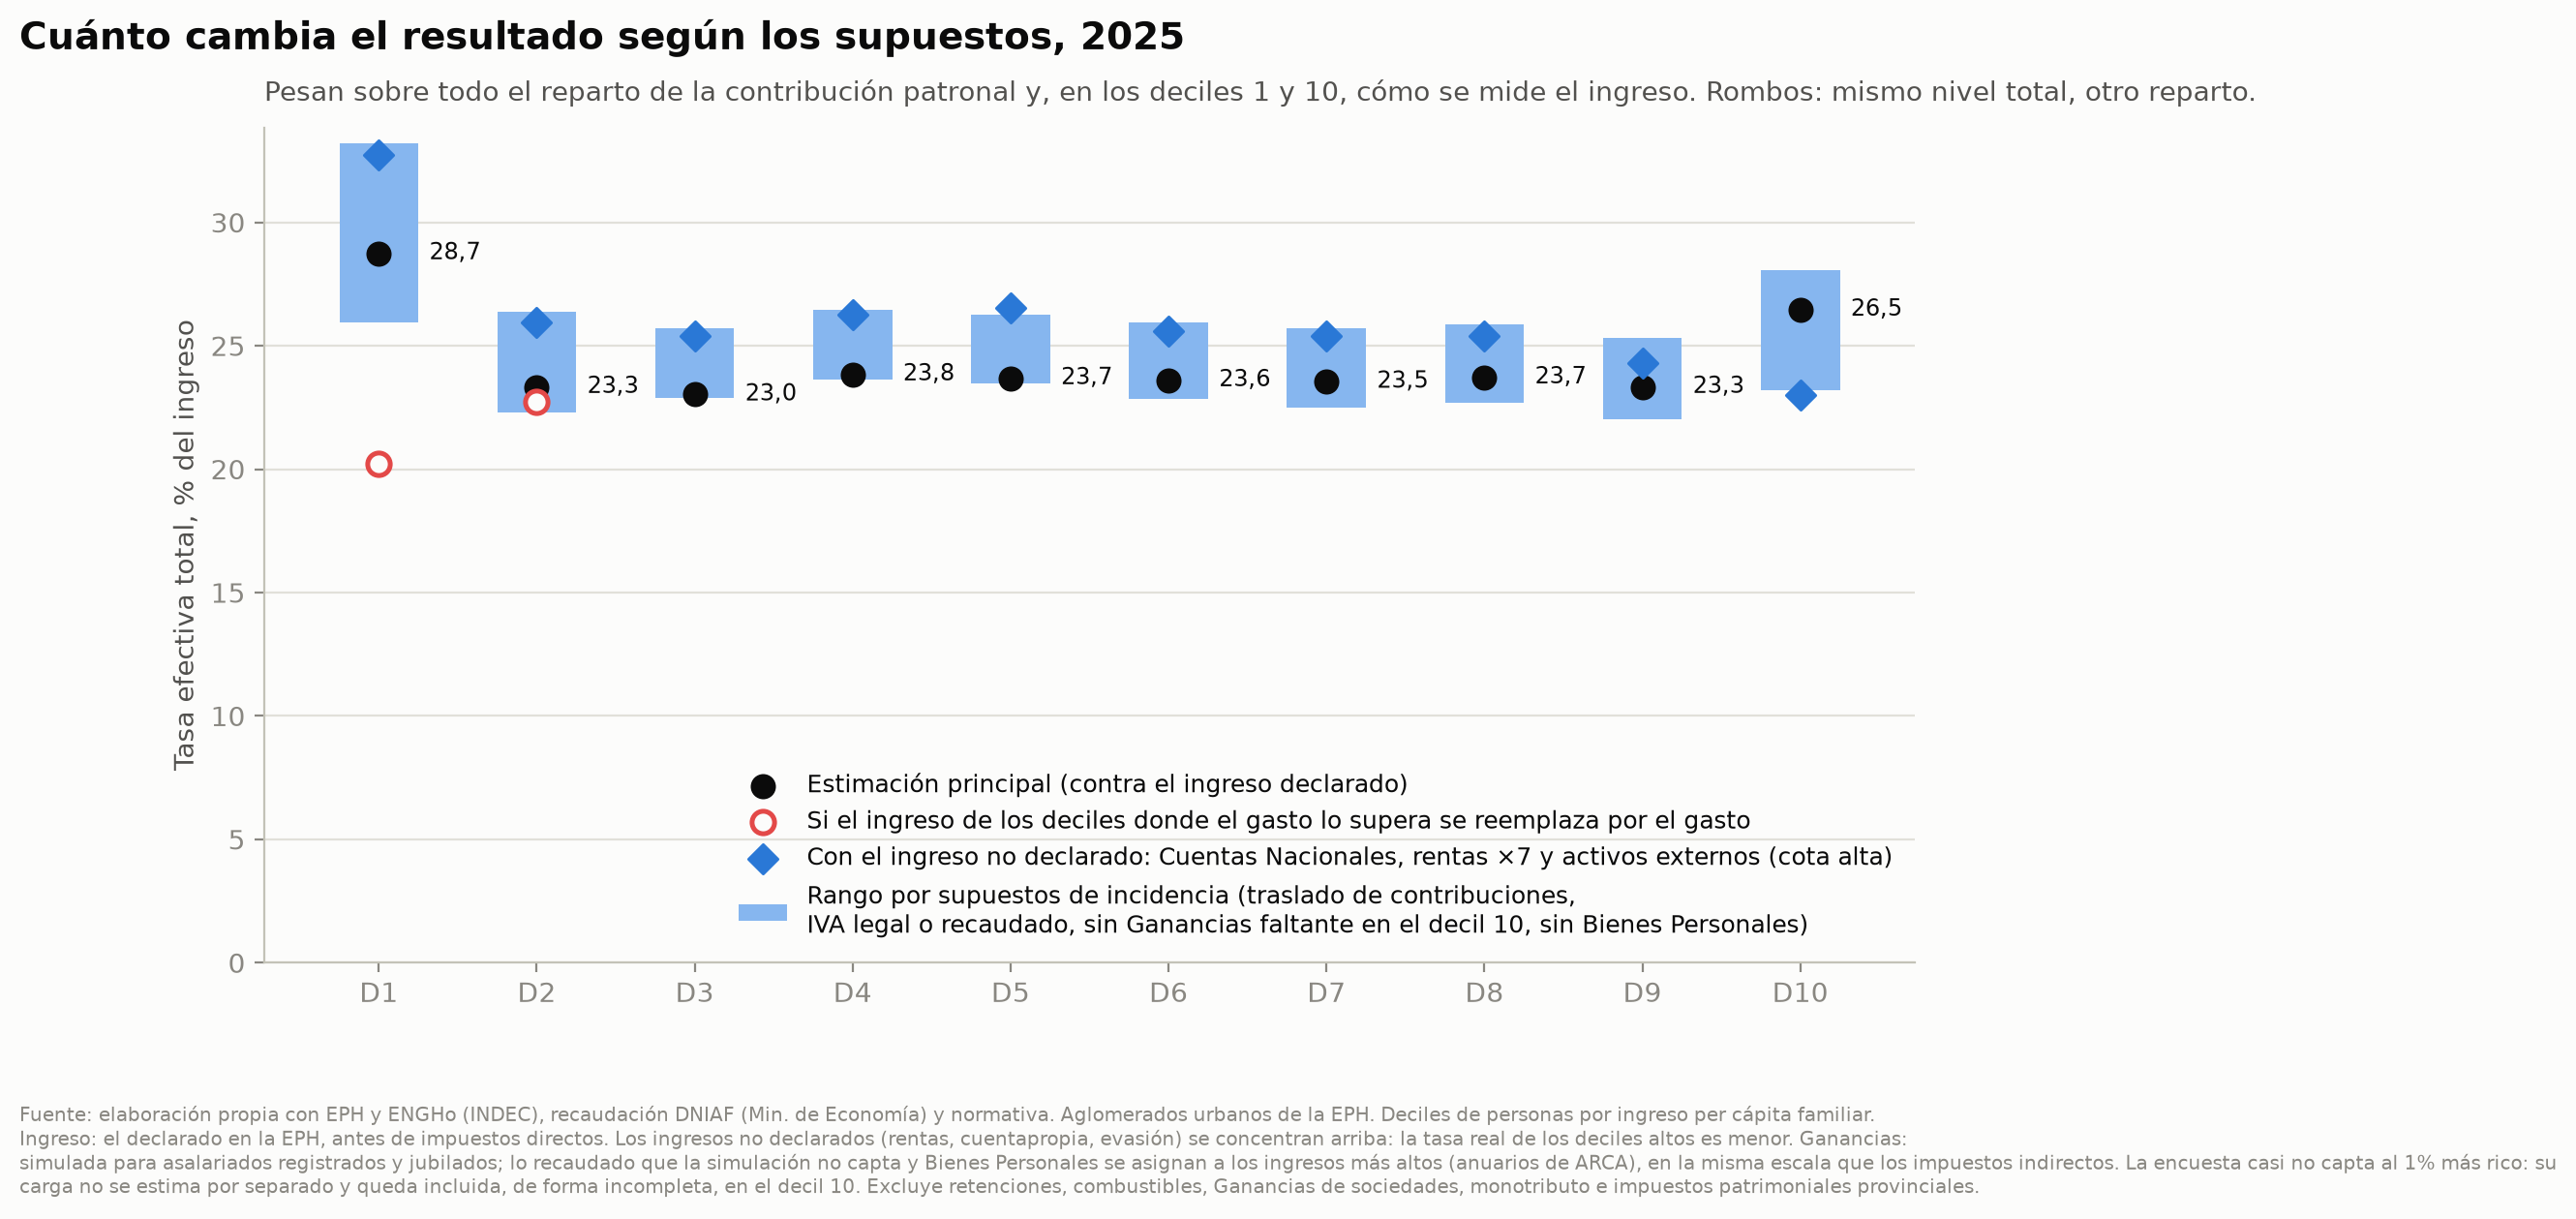 Cuánto cambia el resultado según los supuestos, 2025
Pesan sobre todo el reparto de la contribución patronal y, en los deciles 1 y 10, cómo se mide el ingreso. Rombos: mismo nivel total, otro reparto.
Tasa efectiva total, % del ingreso
30
25
20
15
10
5
0
28,7
23,3
23,0
23,8
23,7
23,6
23,5
23,7
23,3
26,5
Estimación principal (contra el ingreso declarado)
Si el ingreso de los deciles donde el gasto lo supera se reemplaza por el gasto
Con el ingreso no declarado: Cuentas Nacionales, rentas ×7 y activos externos (cota alta)
Rango por supuestos de incidencia (traslado de contribuciones,
IVA legal o recaudado, sin Ganancias faltante en el decil 10, sin Bienes Personales)
D1 D2 D3 D4 D5 D6 D7 D8 D9 D10
Fuente: elaboración propia con EPH y ENGHo (INDEC), recaudación DNIAF (Min. de Economía) y normativa. Aglomerados urbanos de la EPH. Deciles de personas por ingreso per cápita familiar.
Ingreso: el declarado en la EPH, antes de impuestos directos. Los ingresos no declarados (rentas, cuentapropia, evasión) se concentran arriba: la tasa real de los deciles altos es menor. Ganancias:
simulada para asalariados registrados y jubilados; lo recaudado que la simulación no capta y Bienes Personales se asignan a los ingresos más altos (anuarios de ARCA), en la misma escala que los impuestos indirectos. La encuesta casi no capta al 1% más rico: su
carga no se estima por separado y queda incluida, de forma incompleta, en el decil 10. Excluye retenciones, combustibles, Ganancias de sociedades, monotributo e impuestos patrimoniales provinciales.